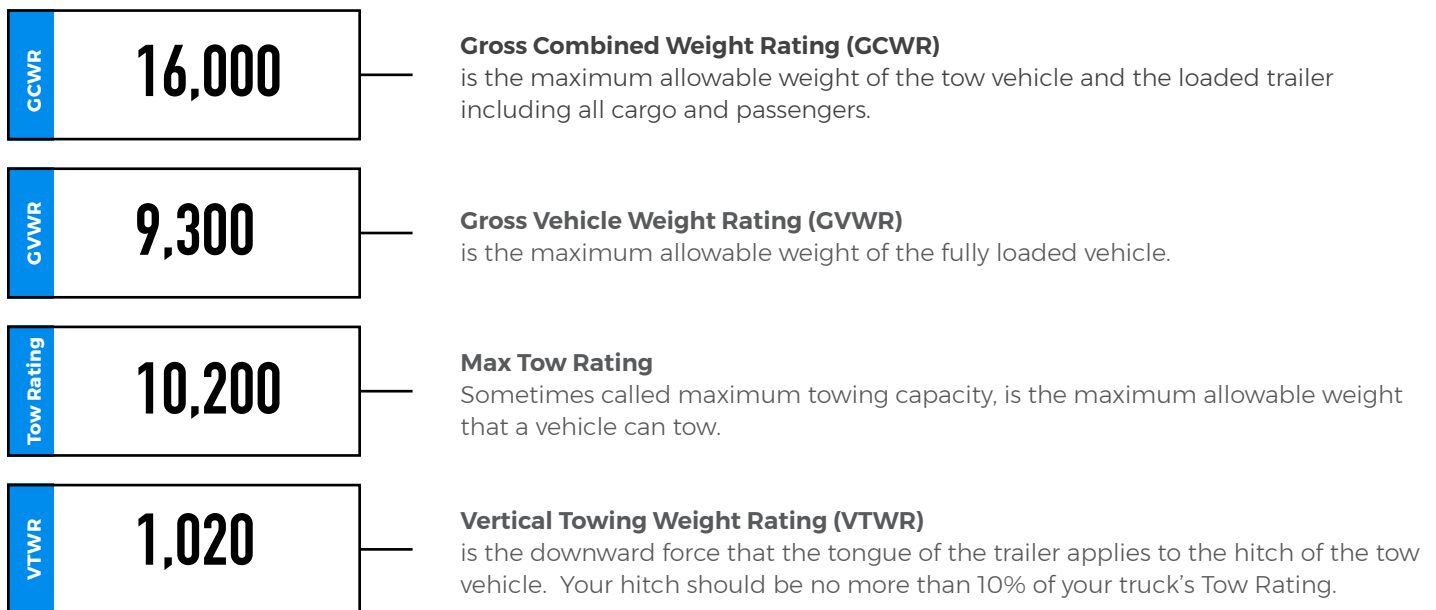 GCWR
16,000
Gross Combined Weight Rating (GCWR)
is the maximum allowable weight of the tow vehicle and the loaded trailer
including all cargo and passengers.
GVWR
9,300
Gross Vehicle Weight Rating (GVWR)
is the maximum allowable weight of the fully loaded vehicle.
Tow Rating
10,200
Max Tow Rating
Sometimes called maximum towing capacity, is the maximum allowable weight
that a vehicle can tow.
VTWR
1,020
Vertical Towing Weight Rating (VTWR)
is the downward force that the tongue of the trailer applies to the hitch of the tow
vehicle.  Your hitch should be no more than 10% of your truck's Tow Rating.